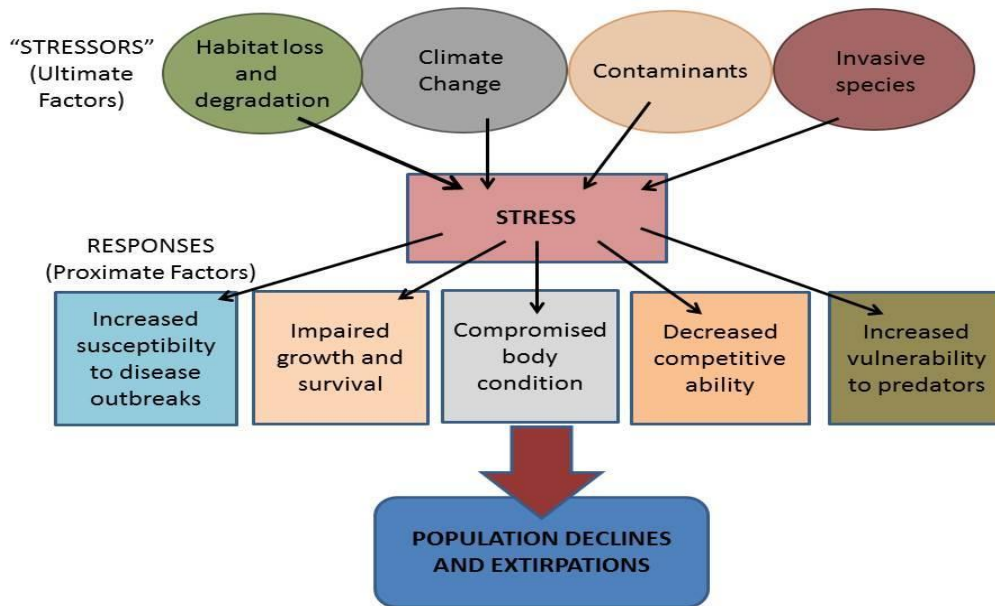 “STRESSORS”
(Ultimate
Factors)
Habitat loss
and
degradation
Climate
Change
Contaminants
Invasive
species
STRESS
RESPONSES
(Proximate Factors)
Increased
susceptibilty
to disease
outbreaks
Impaired
growth and
survival
Compromised
body
condition
Decreased
competitive
ability
Increased
vulnerability
to predators
POPULATION DECLINES
AND EXTIRPATIONS